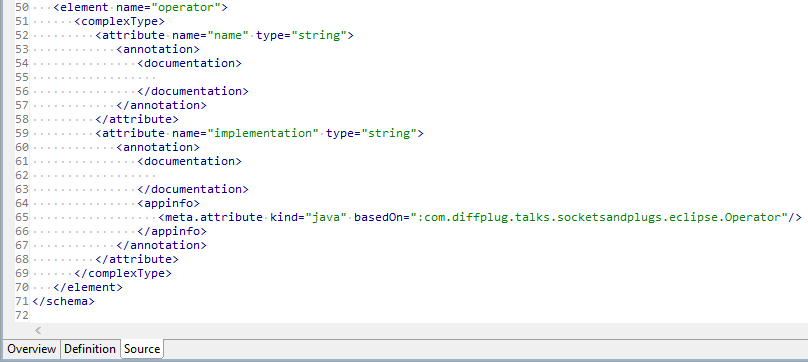 50 <element name="operator">
51 <complexType>
52 <attribute name="name" type="string">
53 <annotation>
54 <documentation>
55
56 </documentation>
57 </annotation>
58 </attribute>
59 <attribute name="implementation" type="string">
60 <annotation>
61 <documentation>
62
63 </documentation>
64 <appinfo>
65 <meta.attribute kind="java" basedOn=":com.diffplug.talks.socketsandplugs.eclipse.Operator"/>
66 </appinfo>
67 </annotation>
68 </attribute>
69 </complexType>
70 </element>
71 </schema>
72
Overview Definition Source